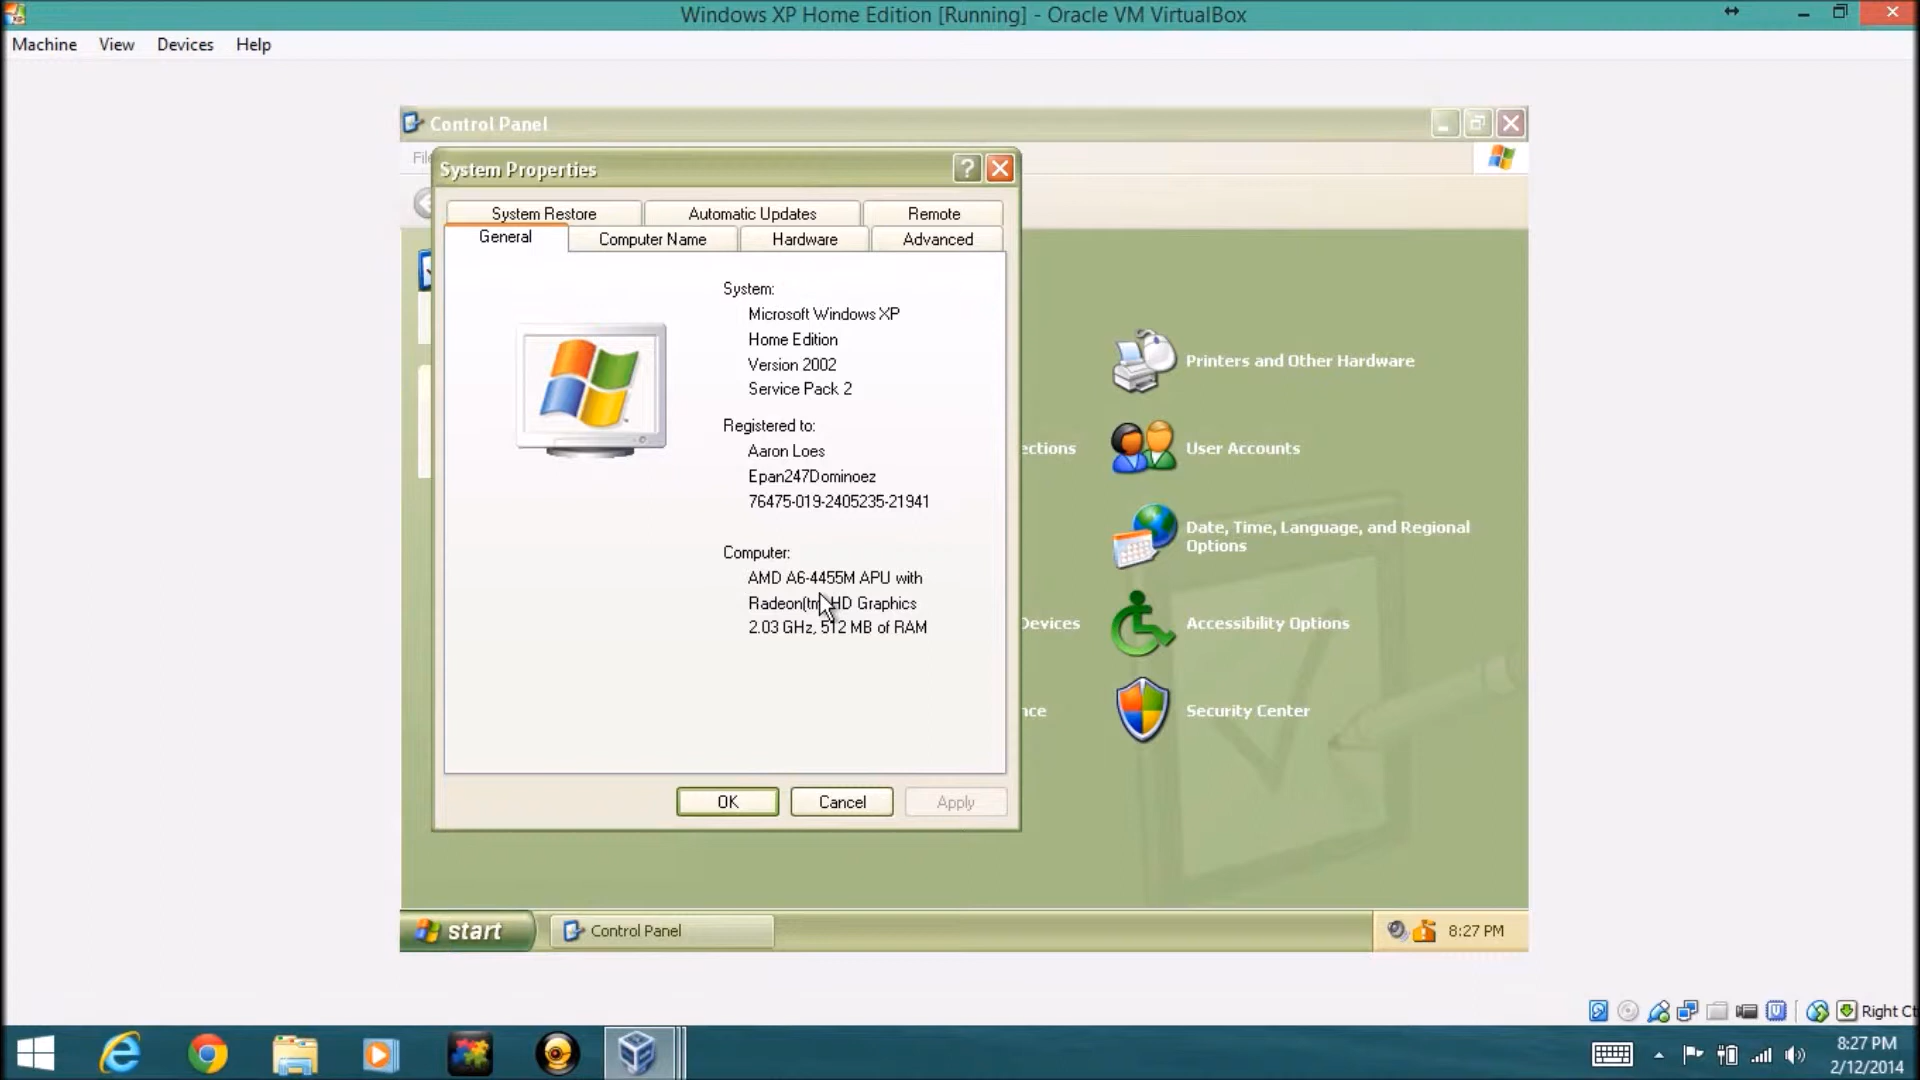 Windows XP Home Edition [Running] - Oracle VM VirtualBox
Machine View Devices Help
Control Panel
File
System Properties
System Restore Automatic Updates Remote
General Computer Name Hardware Advanced
System:
Microsoft Windows XP
Home Edition
Version 2002
Service Pack 2
Registered to:
Aaron Loes
Epan247Dominoez
76475-019-2405235-21941
Computer:
AMD A6-4455M APU with
Radeon(tm) HD Graphics
2.03 GHz, 512 MB of RAM
OK Cancel Apply
Printers and Other Hardware
ections User Accounts
Date, Time, Language, and Regional
Options
Devices Accessibility Options
nce Security Center
start Control Panel 8:27 PM
Right Ct
8:27 PM
2/12/2014